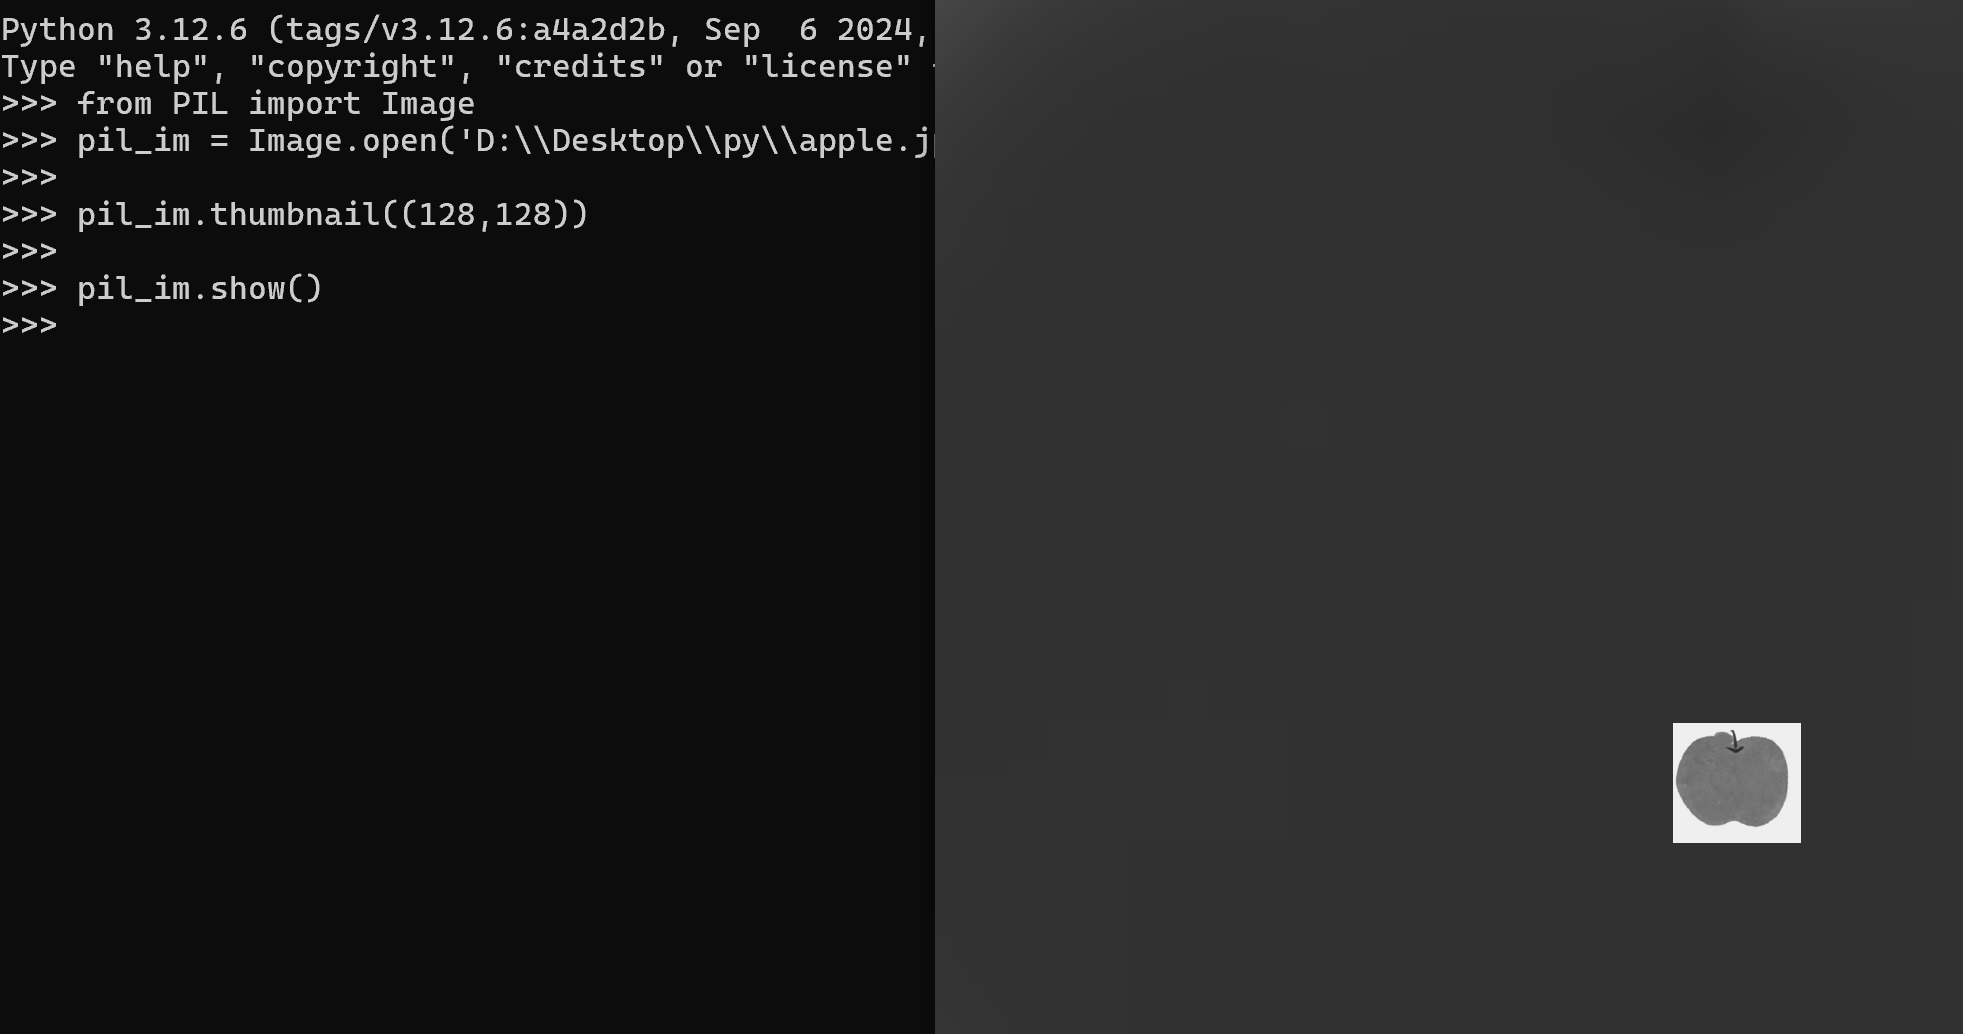 Python 3.12.6 (tags/v3.12.6:a4a2d2b, Sep  6 2024,
Type "help", "copyright", "credits" or "license"
>>> from PIL import Image
>>> pil_im = Image.open('D:\\Desktop\\py\\apple.j
>>>
>>> pil_im.thumbnail((128,128))
>>>
>>> pil_im.show()
>>>